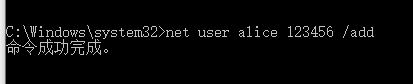 C:\Windows\system32>net user alice 123456 /add
命令成功完成。